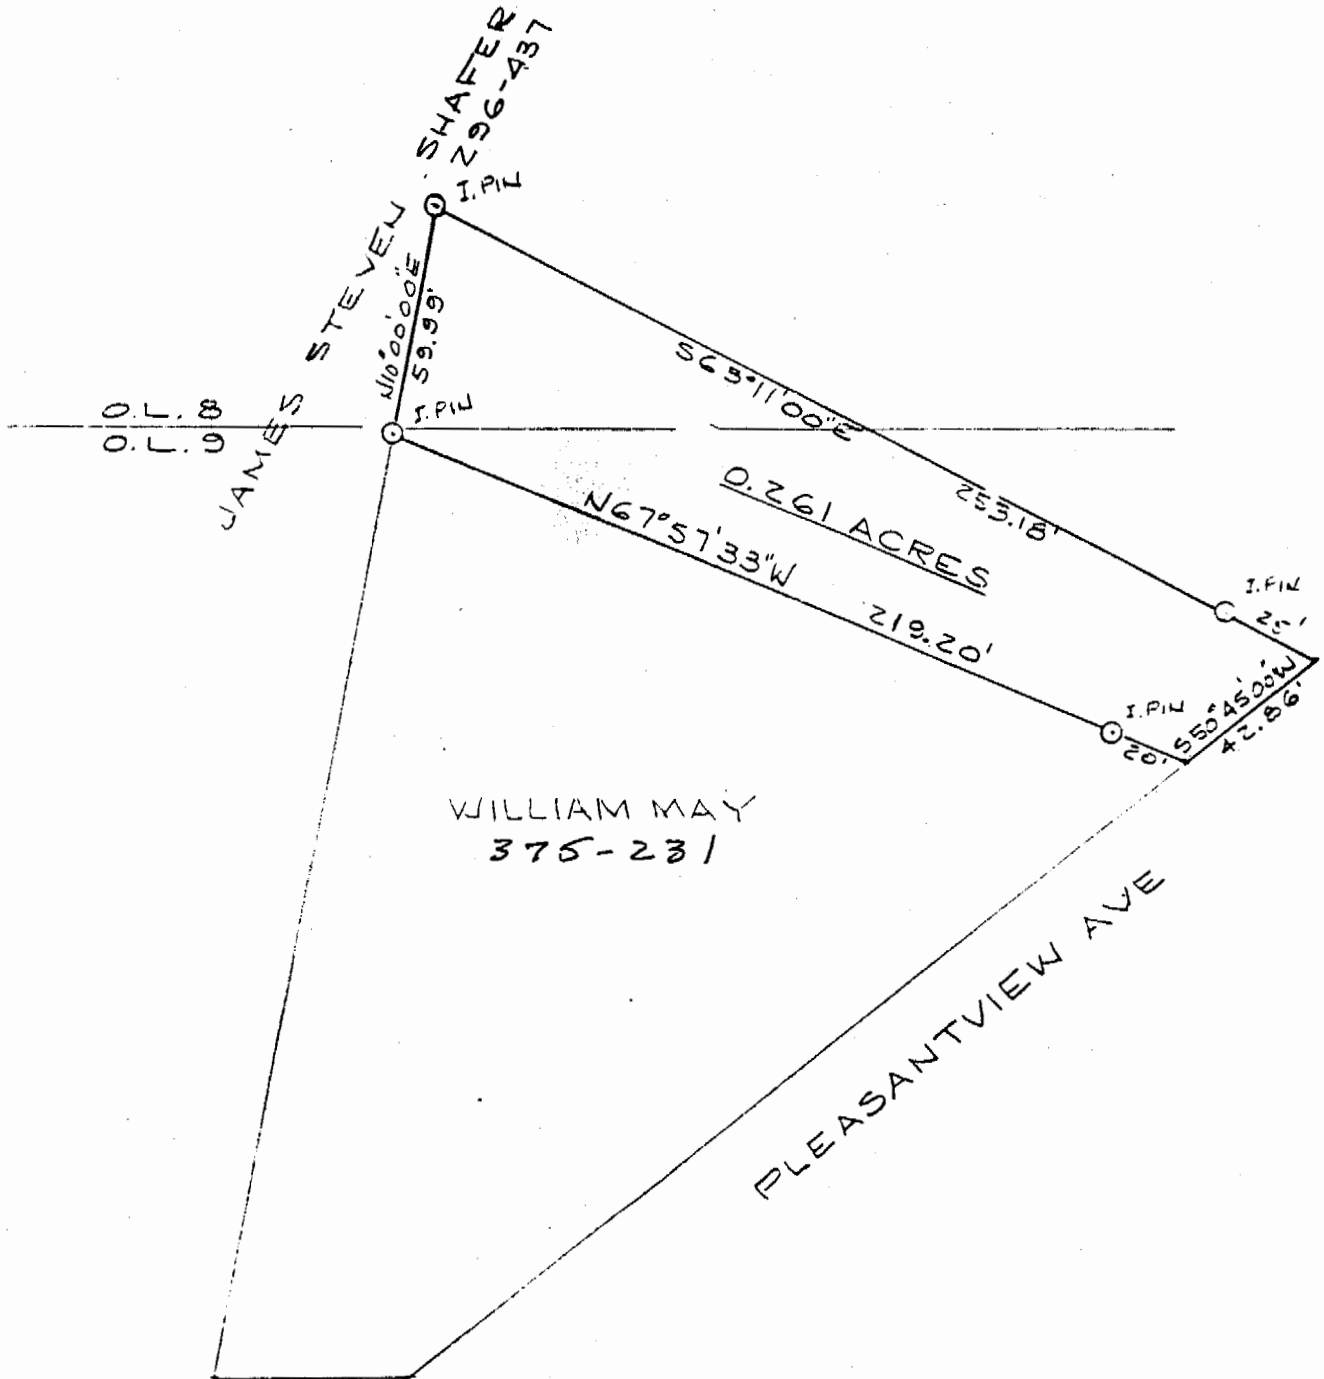 JAMES STEVEN SHAFER
296-437
I. PIN
N10°00'00"E
59.99'
S63°11'00"E
253.18'
O.L. 8
O.L. 9
I. PIN
0.261 ACRES
N67°57'33"W
219.20'
I. PIN
25'
I. PIN
20'
S50°45'00"W
42.86'
WILLIAM MAY
375-231
PLEASANTVIEW AVE